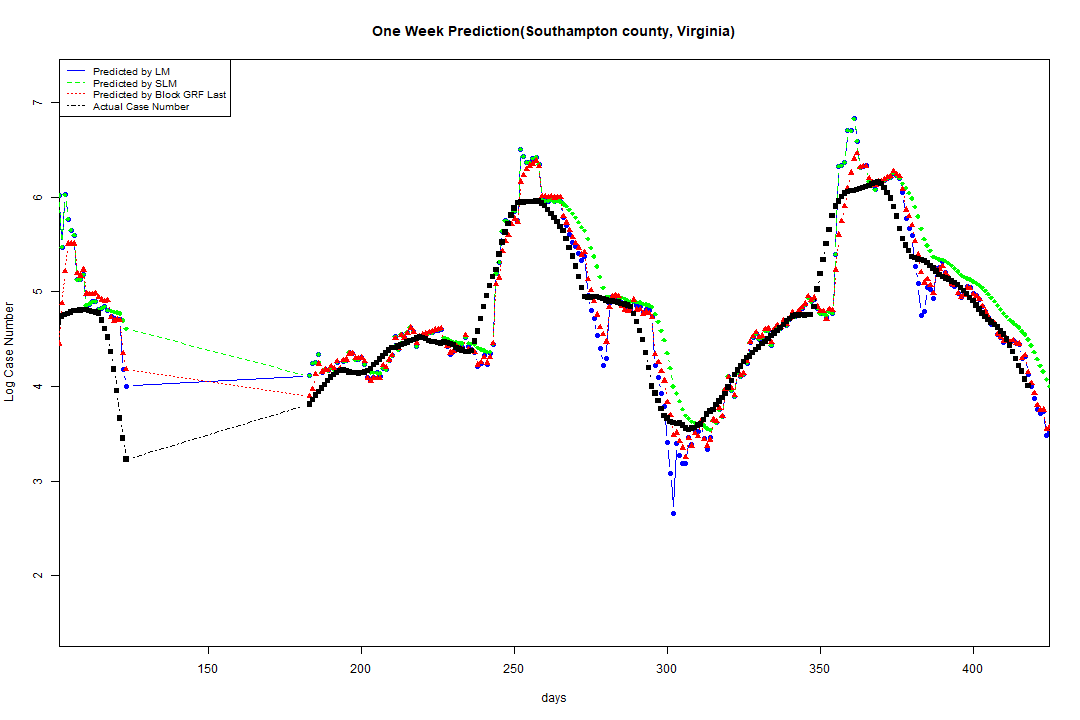 One Week Prediction(Southampton county, Virginia)
Predicted by LM
Predicted by SLM
Predicted by Block GRF Last
Actual Case Number
7
6
5
4
3
2
Log Case Number
150 200 250 300 350 400
days